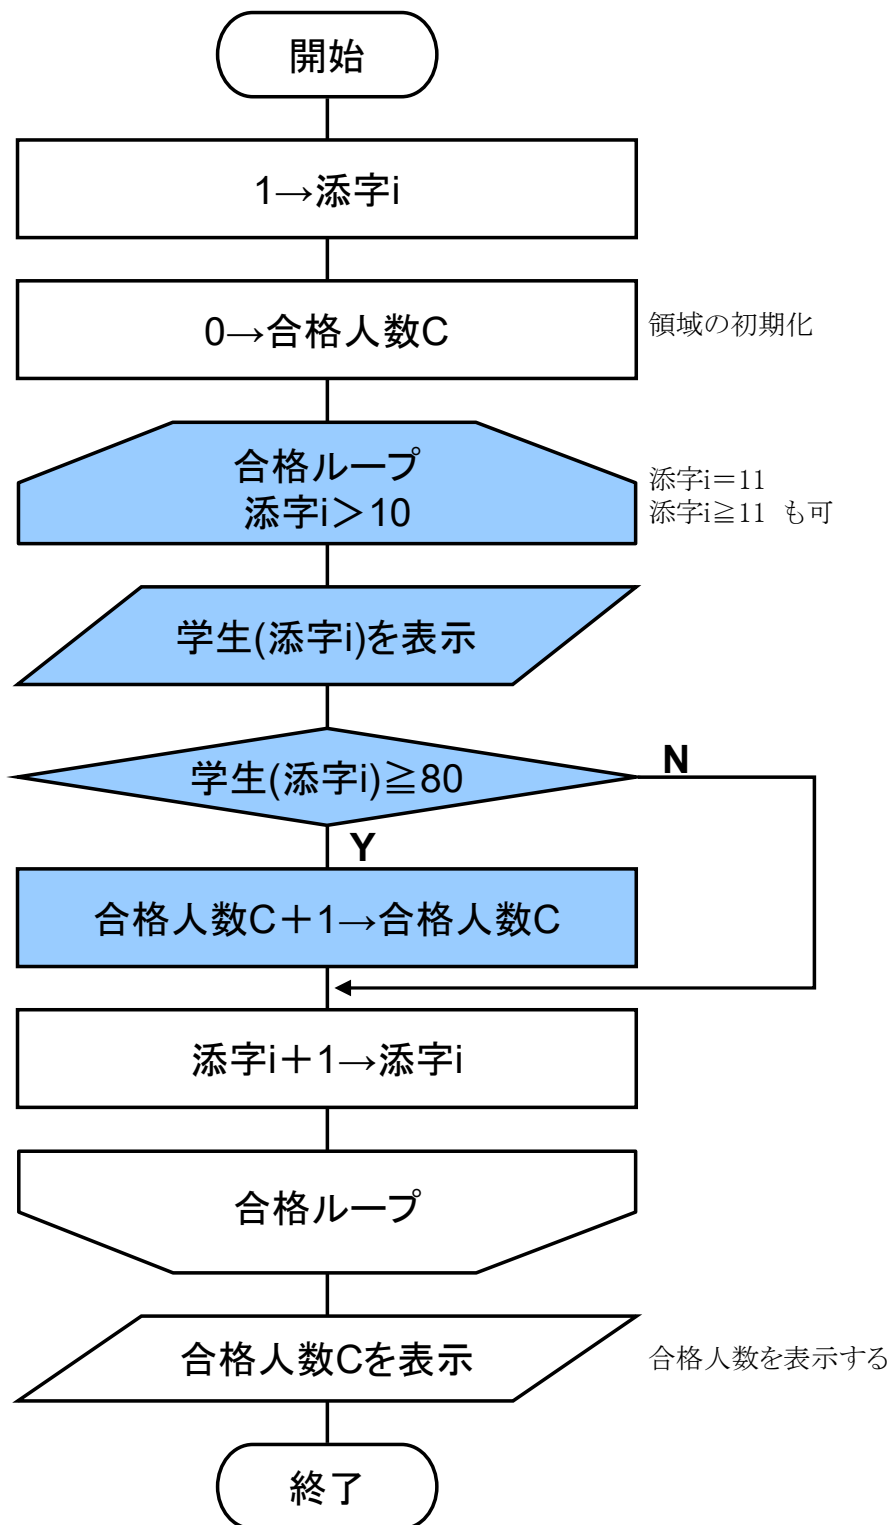 開始
1→添字i
0→合格人数C
領域の初期化
合格ループ
添字i＞10
添字i＝11
添字i≧11 も可
学生(添字i)を表示
学生(添字i)≧80
N
Y
合格人数C＋1→合格人数C
添字i＋1→添字i
合格ループ
合格人数Cを表示
合格人数を表示する
終了